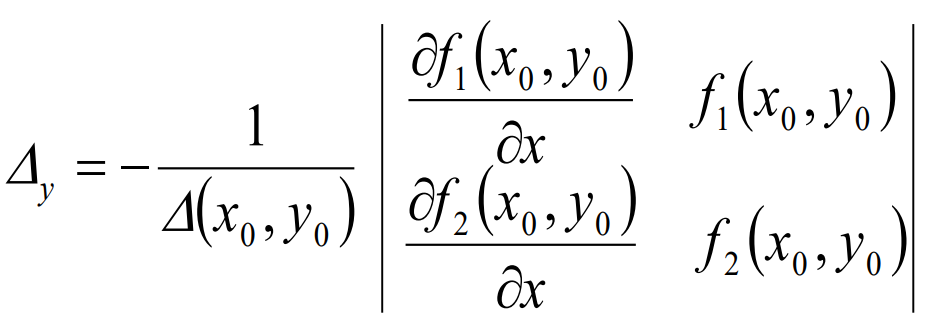 Δ_y = − 1 / Δ(x_0, y_0) | ∂f_1(x_0, y_0) / ∂x   f_1(x_0, y_0) |
| ∂f_2(x_0, y_0) / ∂x   f_2(x_0, y_0) |